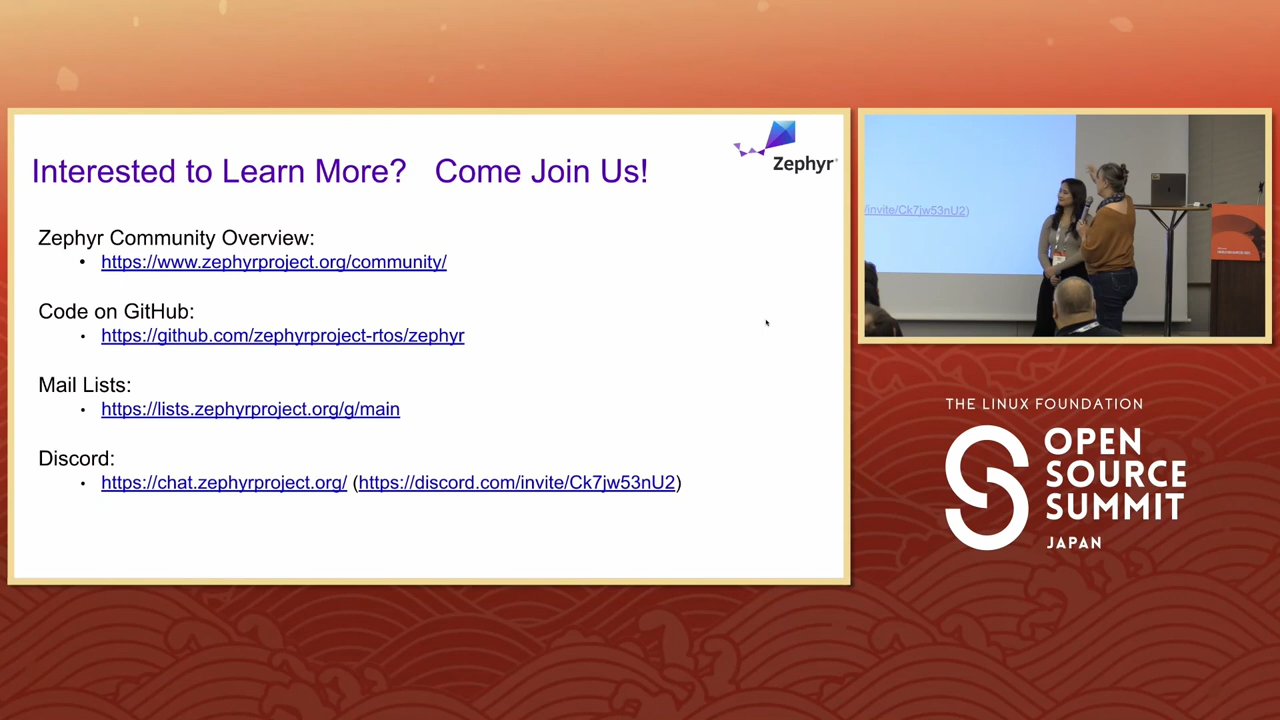 Interested to Learn More? Come Join Us!
Zephyr®
Zephyr Community Overview:
• https://www.zephyrproject.org/community/
Code on GitHub:
• https://github.com/zephyrproject-rtos/zephyr
Mail Lists:
• https://lists.zephyrproject.org/g/main
Discord:
• https://chat.zephyrproject.org/ (https://discord.com/invite/Ck7jw53nU2)
/invite/Ck7jw53nU2)
THE LINUX FOUNDATION
OPEN
SOURCE
SUMMIT
JAPAN